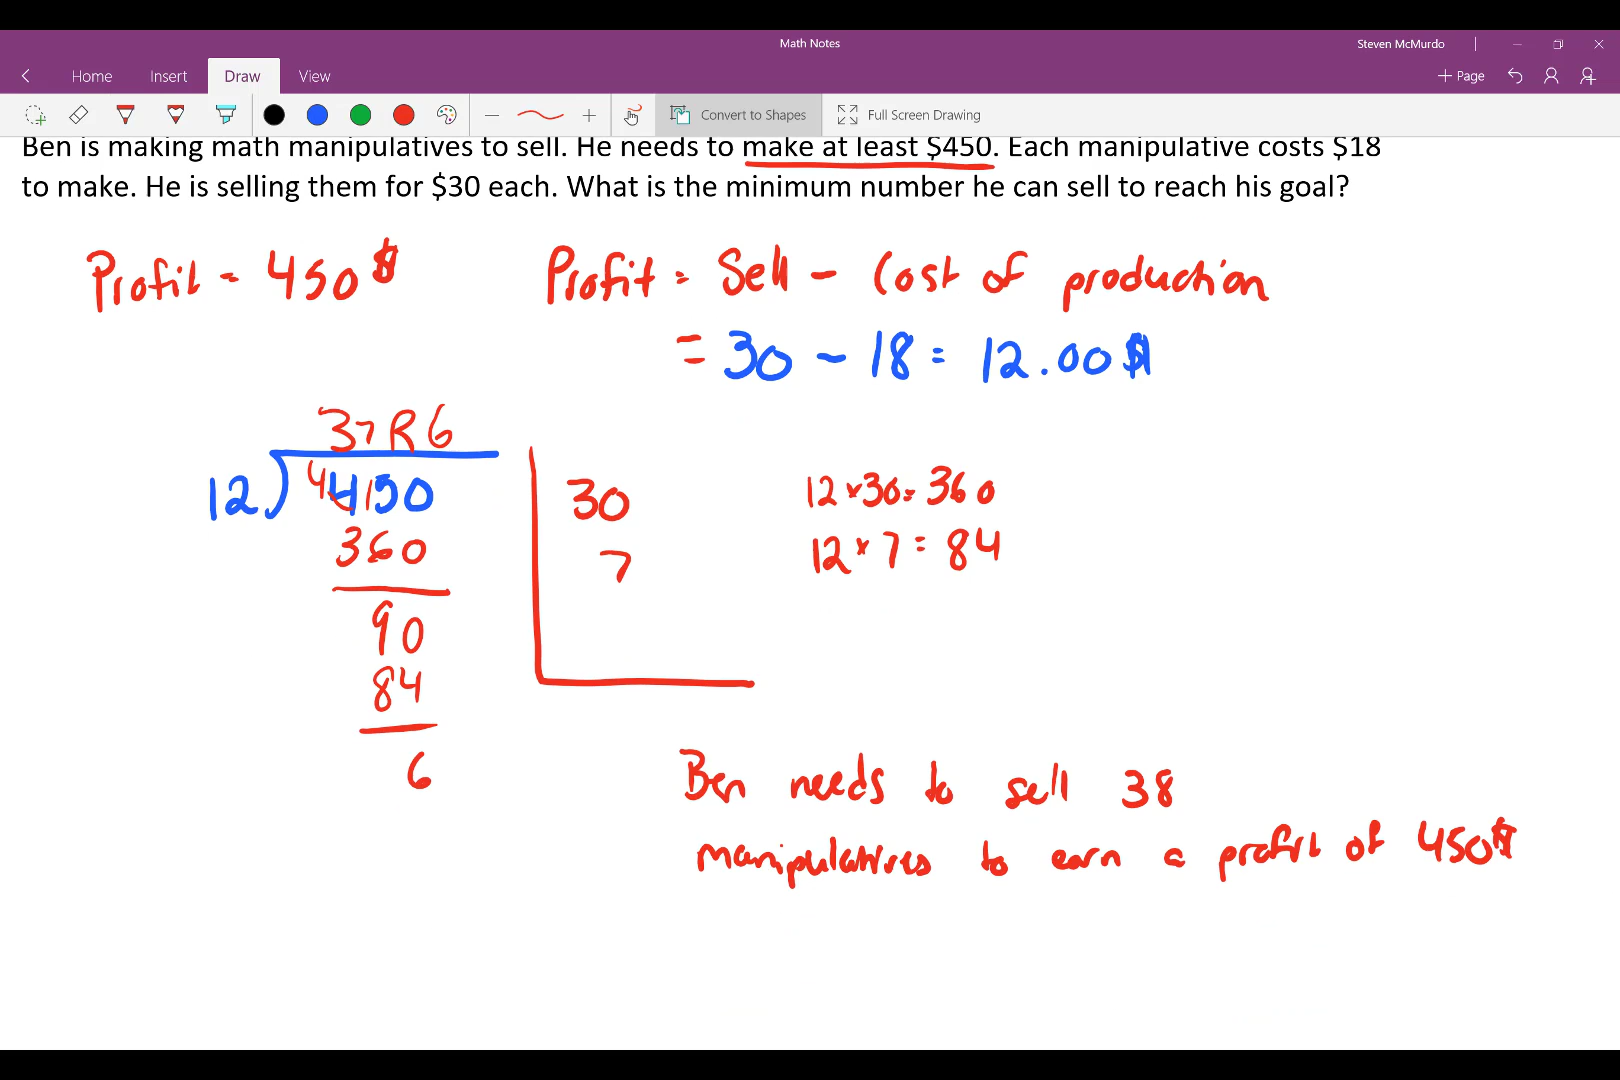 Math Notes
Steven McMurdo
Home Insert Draw View
Page
Convert to Shapes
Full Screen Drawing
Ben is making math manipulatives to sell. He needs to make at least $450. Each manipulative costs $18
to make. He is selling them for $30 each. What is the minimum number he can sell to reach his goal?
Profit = 450$
Profit = Sell - Cost of production
= 30 - 18 = 12.00$
37 R 6
12 450
4 1
360
90
84
6
30
7
12 × 30 = 360
12 × 7 = 84
Ben needs to sell 38
manipulatives to earn a profit of 450$